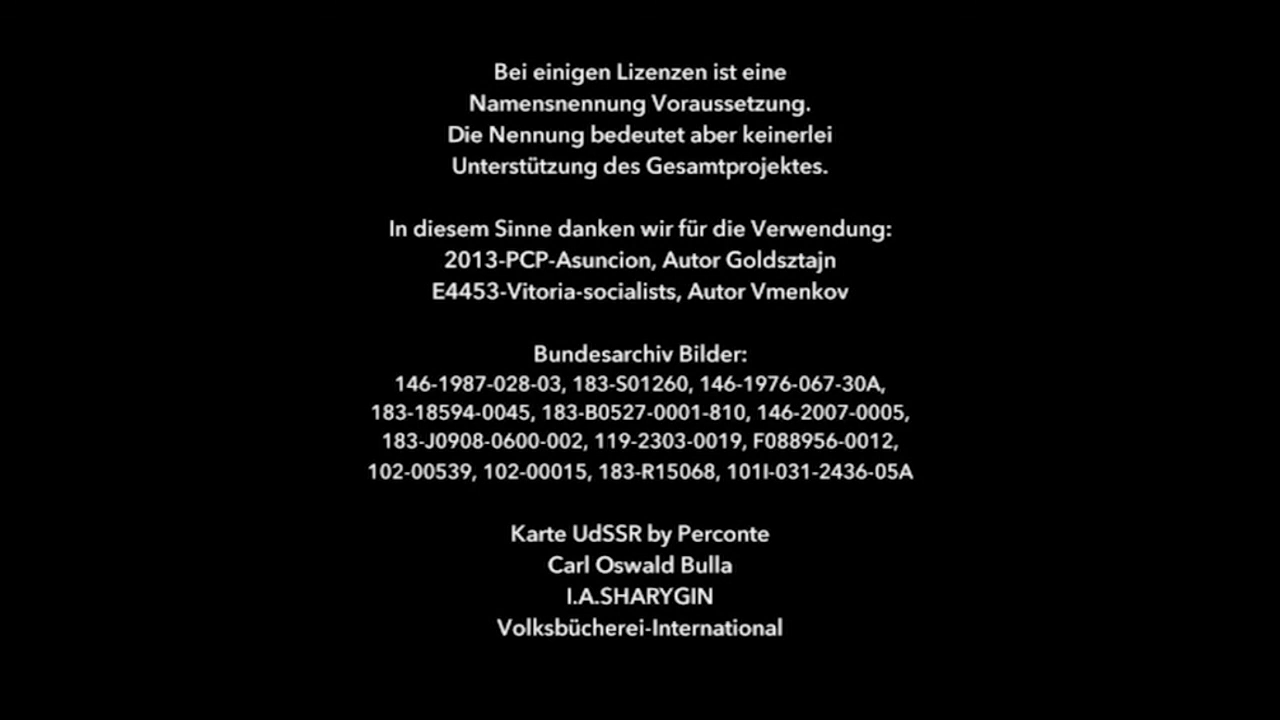 Bei einigen Lizenzen ist eine
Namensnennung Voraussetzung.
Die Nennung bedeutet aber keinerlei
Unterstützung des Gesamtprojektes.
In diesem Sinne danken wir für die Verwendung:
2013-PCP-Asuncion, Autor Goldsztajn
E4453-Vitoria-socialists, Autor Vmenkov
Bundesarchiv Bilder:
146-1987-028-03, 183-S01260, 146-1976-067-30A,
183-18594-0045, 183-B0527-0001-810, 146-2007-0005,
183-J0908-0600-002, 119-2303-0019, F088956-0012,
102-00539, 102-00015, 183-R15068, 101I-031-2436-05A
Karte UdSSR by Perconte
Carl Oswald Bulla
I.A.SHARYGIN
Volksbücherei-International